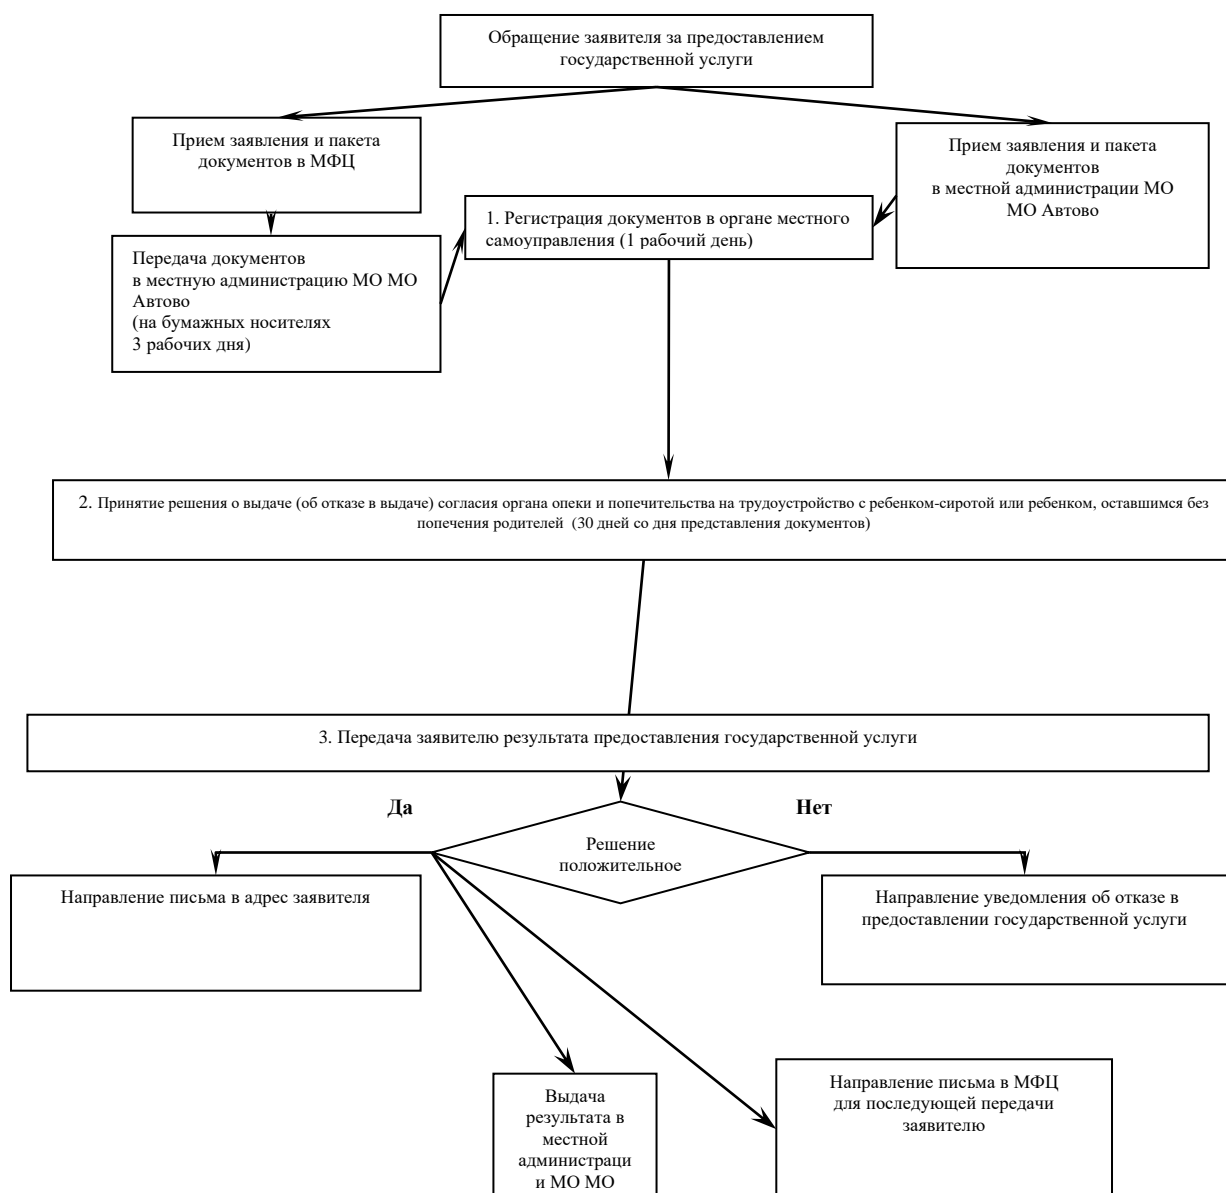 Обращение заявителя за предоставлением
государственной услуги
Прием заявления и пакета
документов в МФЦ
Прием заявления и пакета
документов
в местной администрации МО
МО Автово
1. Регистрация документов в органе местного
самоуправления (1 рабочий день)
Передача документов
в местную администрацию МО МО
Автово
(на бумажных носителях
3 рабочих дня)
2. Принятие решения о выдаче (об отказе в выдаче) согласия органа опеки и попечительства на трудоустройство с ребенком-сиротой или ребенком, оставшимся без
попечения родителей (30 дней со дня представления документов)
3. Передача заявителю результата предоставления государственной услуги
Да
Нет
Решение
положительное
Направление письма в адрес заявителя
Направление уведомления об отказе в
предоставлении государственной услуги
Выдача
результата в
местной
администраци
и МО МО
Направление письма в МФЦ
для последующей передачи
заявителю